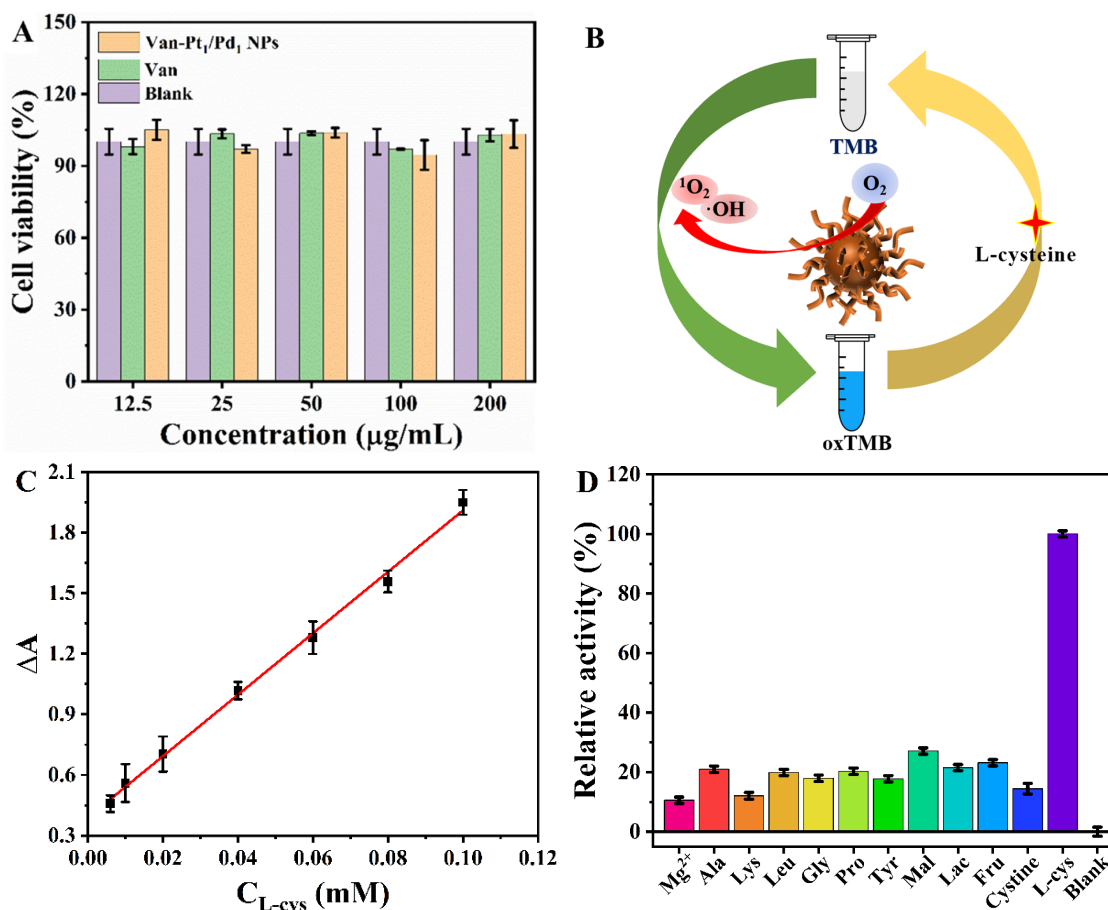 A
Van-Pt₁/Pd₁ NPs
Van
Blank
150
120
90
60
30
0
Cell viability (%)
12.5 25 50 100 200
Concentration (μg/mL)
B
TMB
¹O₂
·OH
O₂
L-cysteine
oxTMB
C
2.1
1.8
1.5
1.2
0.9
0.6
0.3
ΔA
0.00 0.02 0.04 0.06 0.08 0.10 0.12
C_L-cys (mM)
D
120
100
80
60
40
20
0
Relative activity (%)
Mg²⁺ Ala Lys Leu Gly Pro Tyr Mal Lac Fru Cystine L-cys Blank